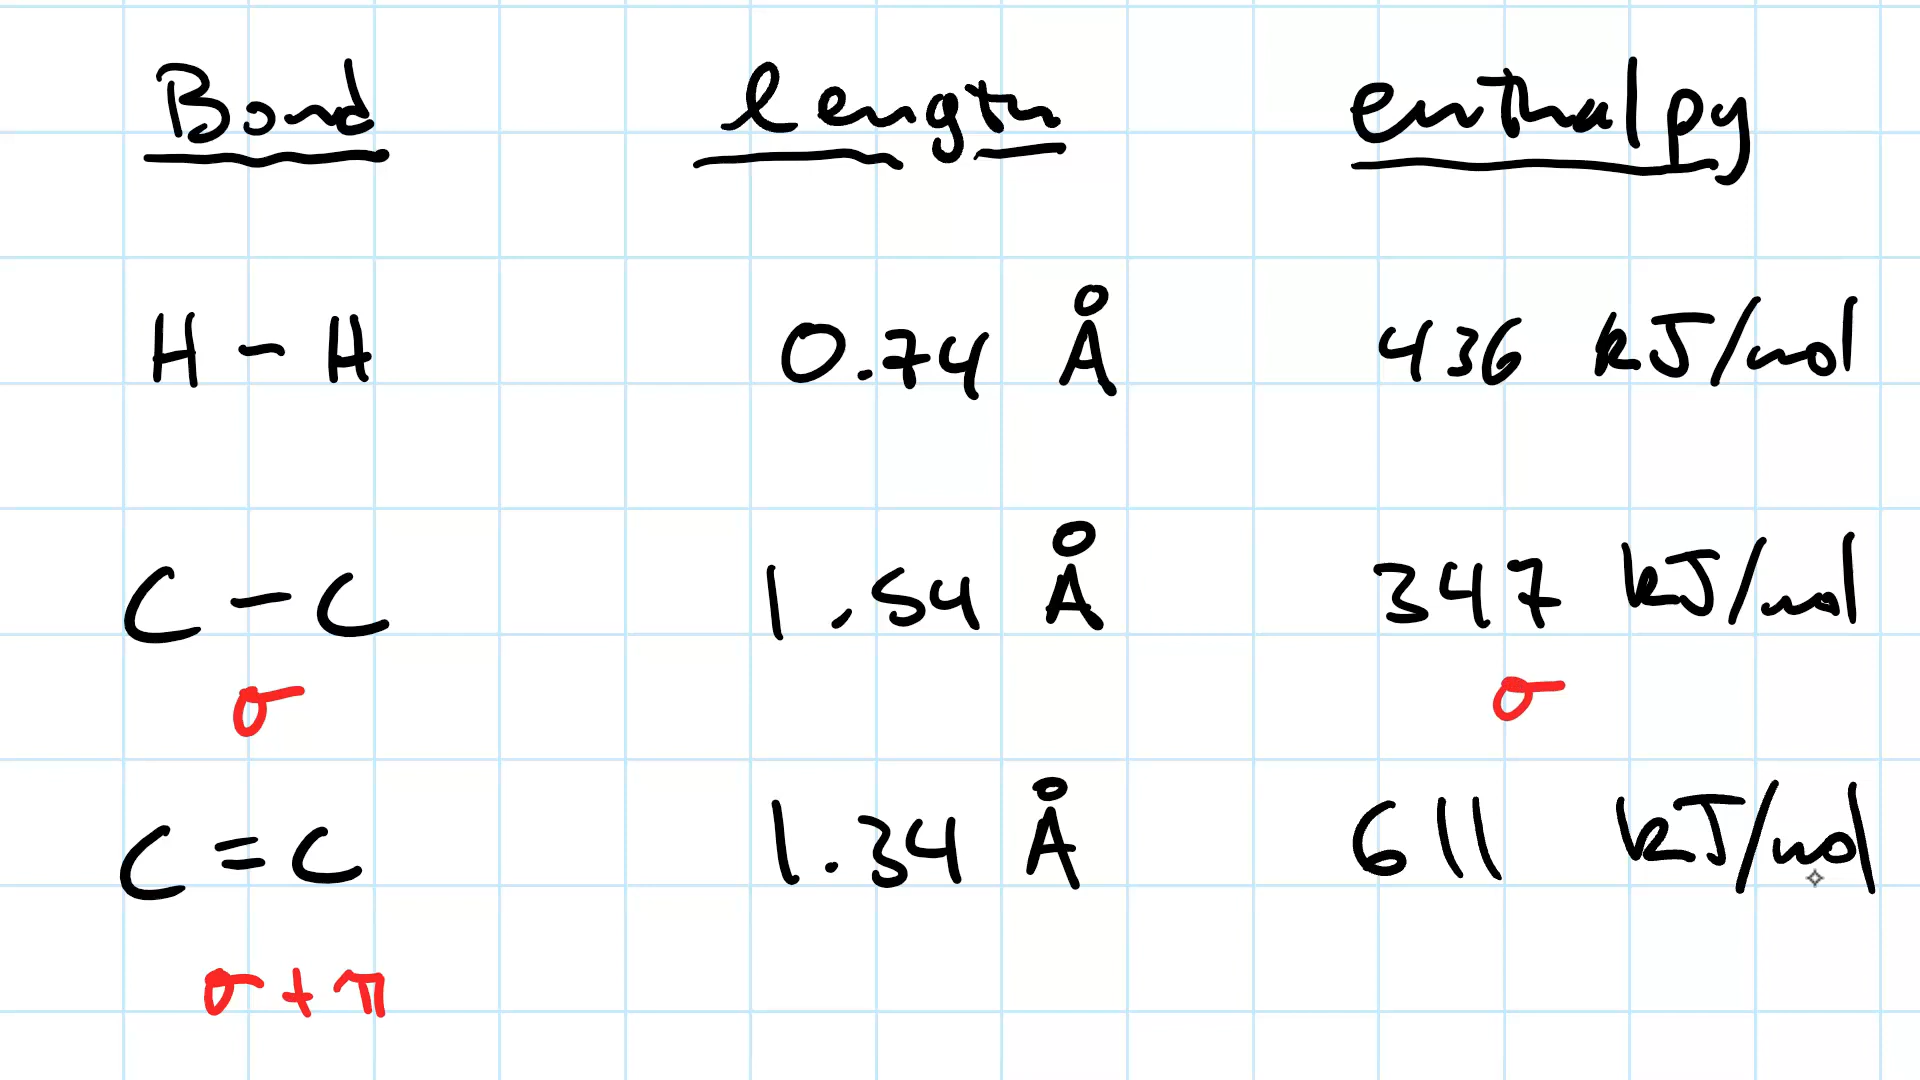 Bond length enthalpy
H - H 0.74 Å 436 kJ/mol
C - C 1.54 Å 347 kJ/mol
σ σ
C = C 1.34 Å 611 kJ/mol
σ + π